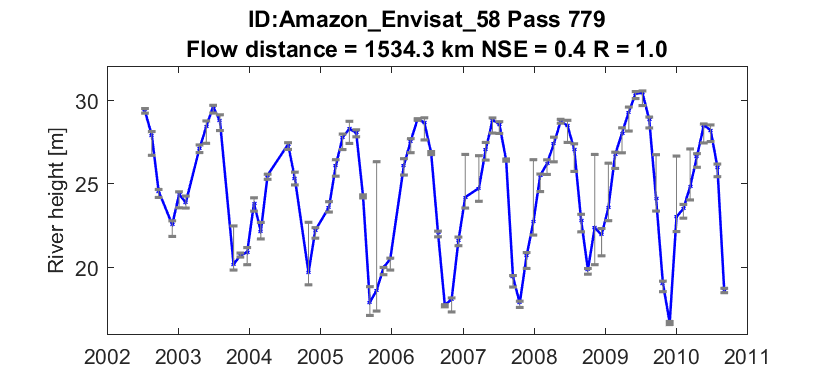 ID:Amazon_Envisat_58 Pass 779
Flow distance = 1534.3 km NSE = 0.4 R = 1.0
River height [m]
30
25
20
2002 2003 2004 2005 2006 2007 2008 2009 2010 2011